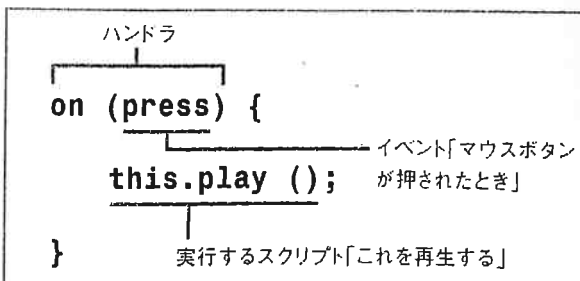 ハンドラ
on (press) {
イベント「マウスボタン
が押されたとき」
this.play ();
実行するスクリプト「これを再生する」
}